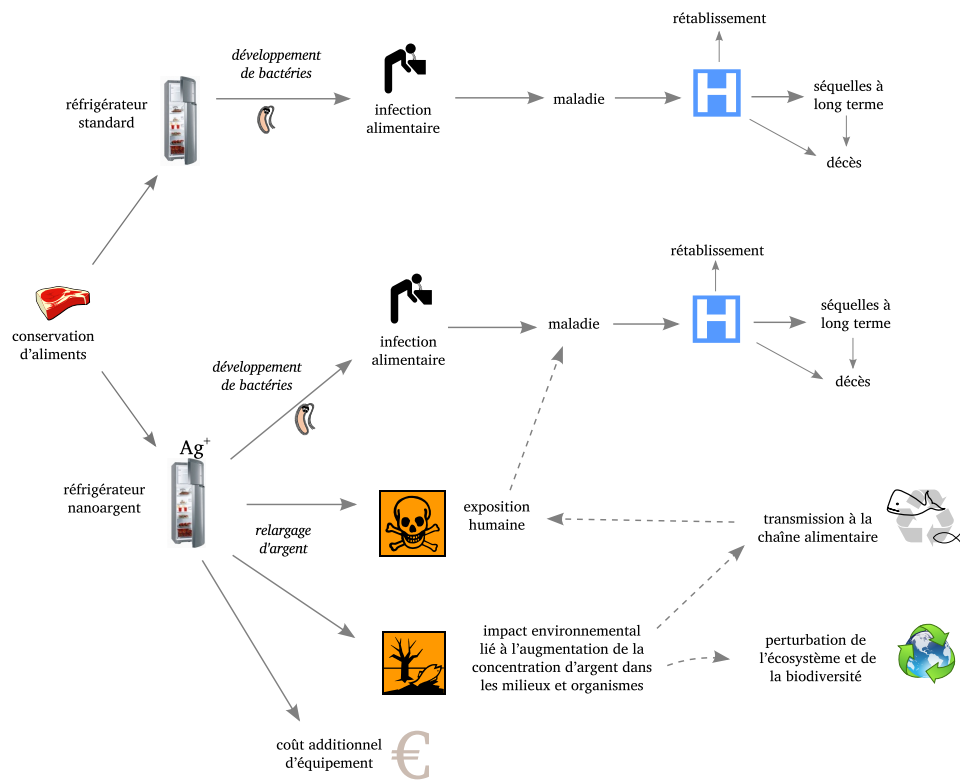 rétablissement
développement
de bactéries
réfrigérateur
standard
infection
alimentaire
maladie
H
séquelles à
long terme
décès
conservation
d'aliments
rétablissement
développement
de bactéries
infection
alimentaire
maladie
H
séquelles à
long terme
décès
Ag+
réfrigérateur
nanoargent
relargage
d'argent
exposition
humaine
transmission à la
chaîne alimentaire
impact environnemental
lié à l'augmentation de la
concentration d'argent dans
les milieux et organismes
perturbation de
l'écosystème et de
la biodiversité
coût additionnel
d'équipement
€